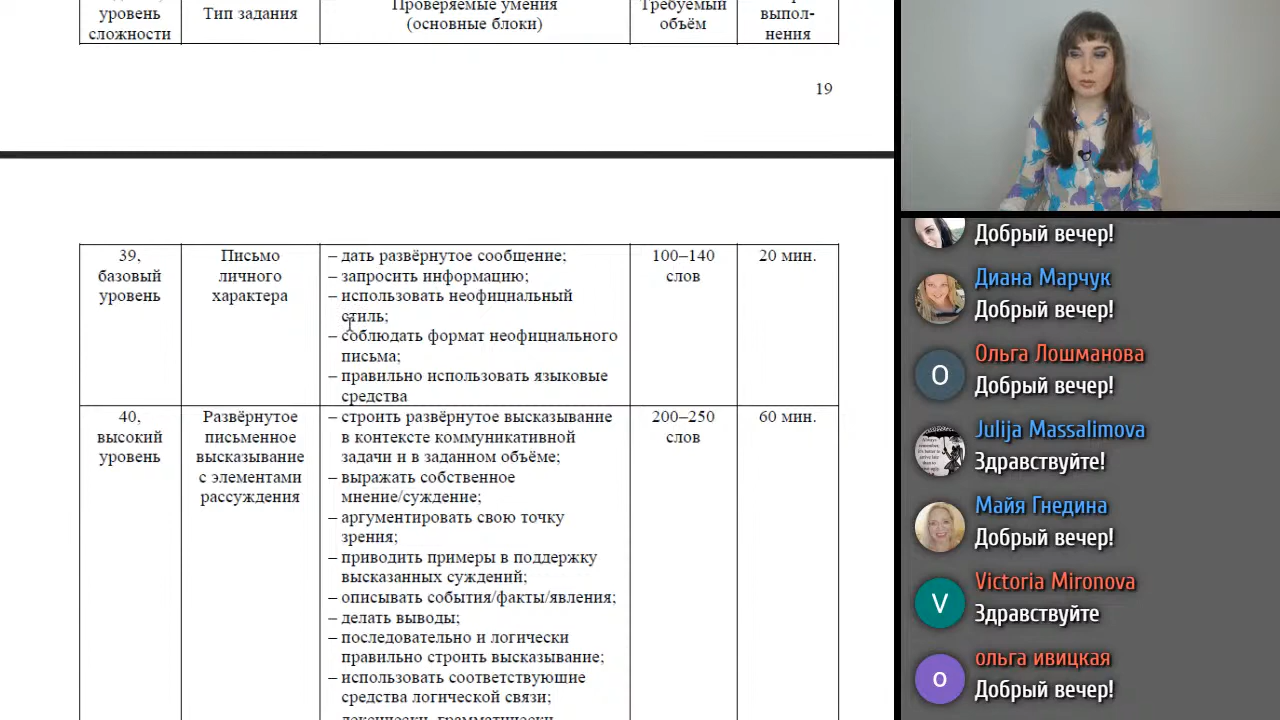 уровень
сложности
Тип задания
Проверяемые умения
(основные блоки)
Требуемый
объём
выпол-
нения
19
39,
базовый
уровень
Письмо
личного
характера
– дать развёрнутое сообщение;
– запросить информацию;
– использовать неофициальный
стиль;
– соблюдать формат неофициального
письма;
– правильно использовать языковые
средства
100–140
слов
20 мин.
40,
высокий
уровень
Развёрнутое
письменное
высказывание
с элементами
рассуждения
– строить развёрнутое высказывание
в контексте коммуникативной
задачи и в заданном объёме;
– выражать собственное
мнение/суждение;
– аргументировать свою точку
зрения;
– приводить примеры в поддержку
высказанных суждений;
– описывать события/факты/явления;
– делать выводы;
– последовательно и логически
правильно строить высказывание;
– использовать соответствующие
средства логической связи;
200–250
слов
60 мин.
Добрый вечер!
Диана Марчук
Добрый вечер!
О
Ольга Лошманова
Добрый вечер!
Julija Massalimova
Здравствуйте!
Майя Гнедина
Добрый вечер!
V
Victoria Mironova
Здравствуйте
о
ольга ивицкая
Добрый вечер!